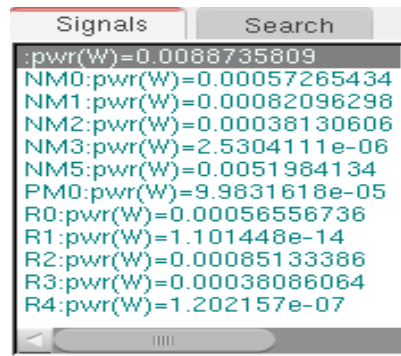 Signals Search
:pwr(W)=0.0088735809
NM0:pwr(W)=0.00057265434
NM1:pwr(W)=0.00082096298
NM2:pwr(W)=0.00038130606
NM3:pwr(W)=2.5304111e-06
NM5:pwr(W)=0.0051984134
PM0:pwr(W)=9.9831618e-05
R0:pwr(W)=0.00056556736
R1:pwr(W)=1.101448e-14
R2:pwr(W)=0.00085133386
R3:pwr(W)=0.00038086064
R4:pwr(W)=1.202157e-07